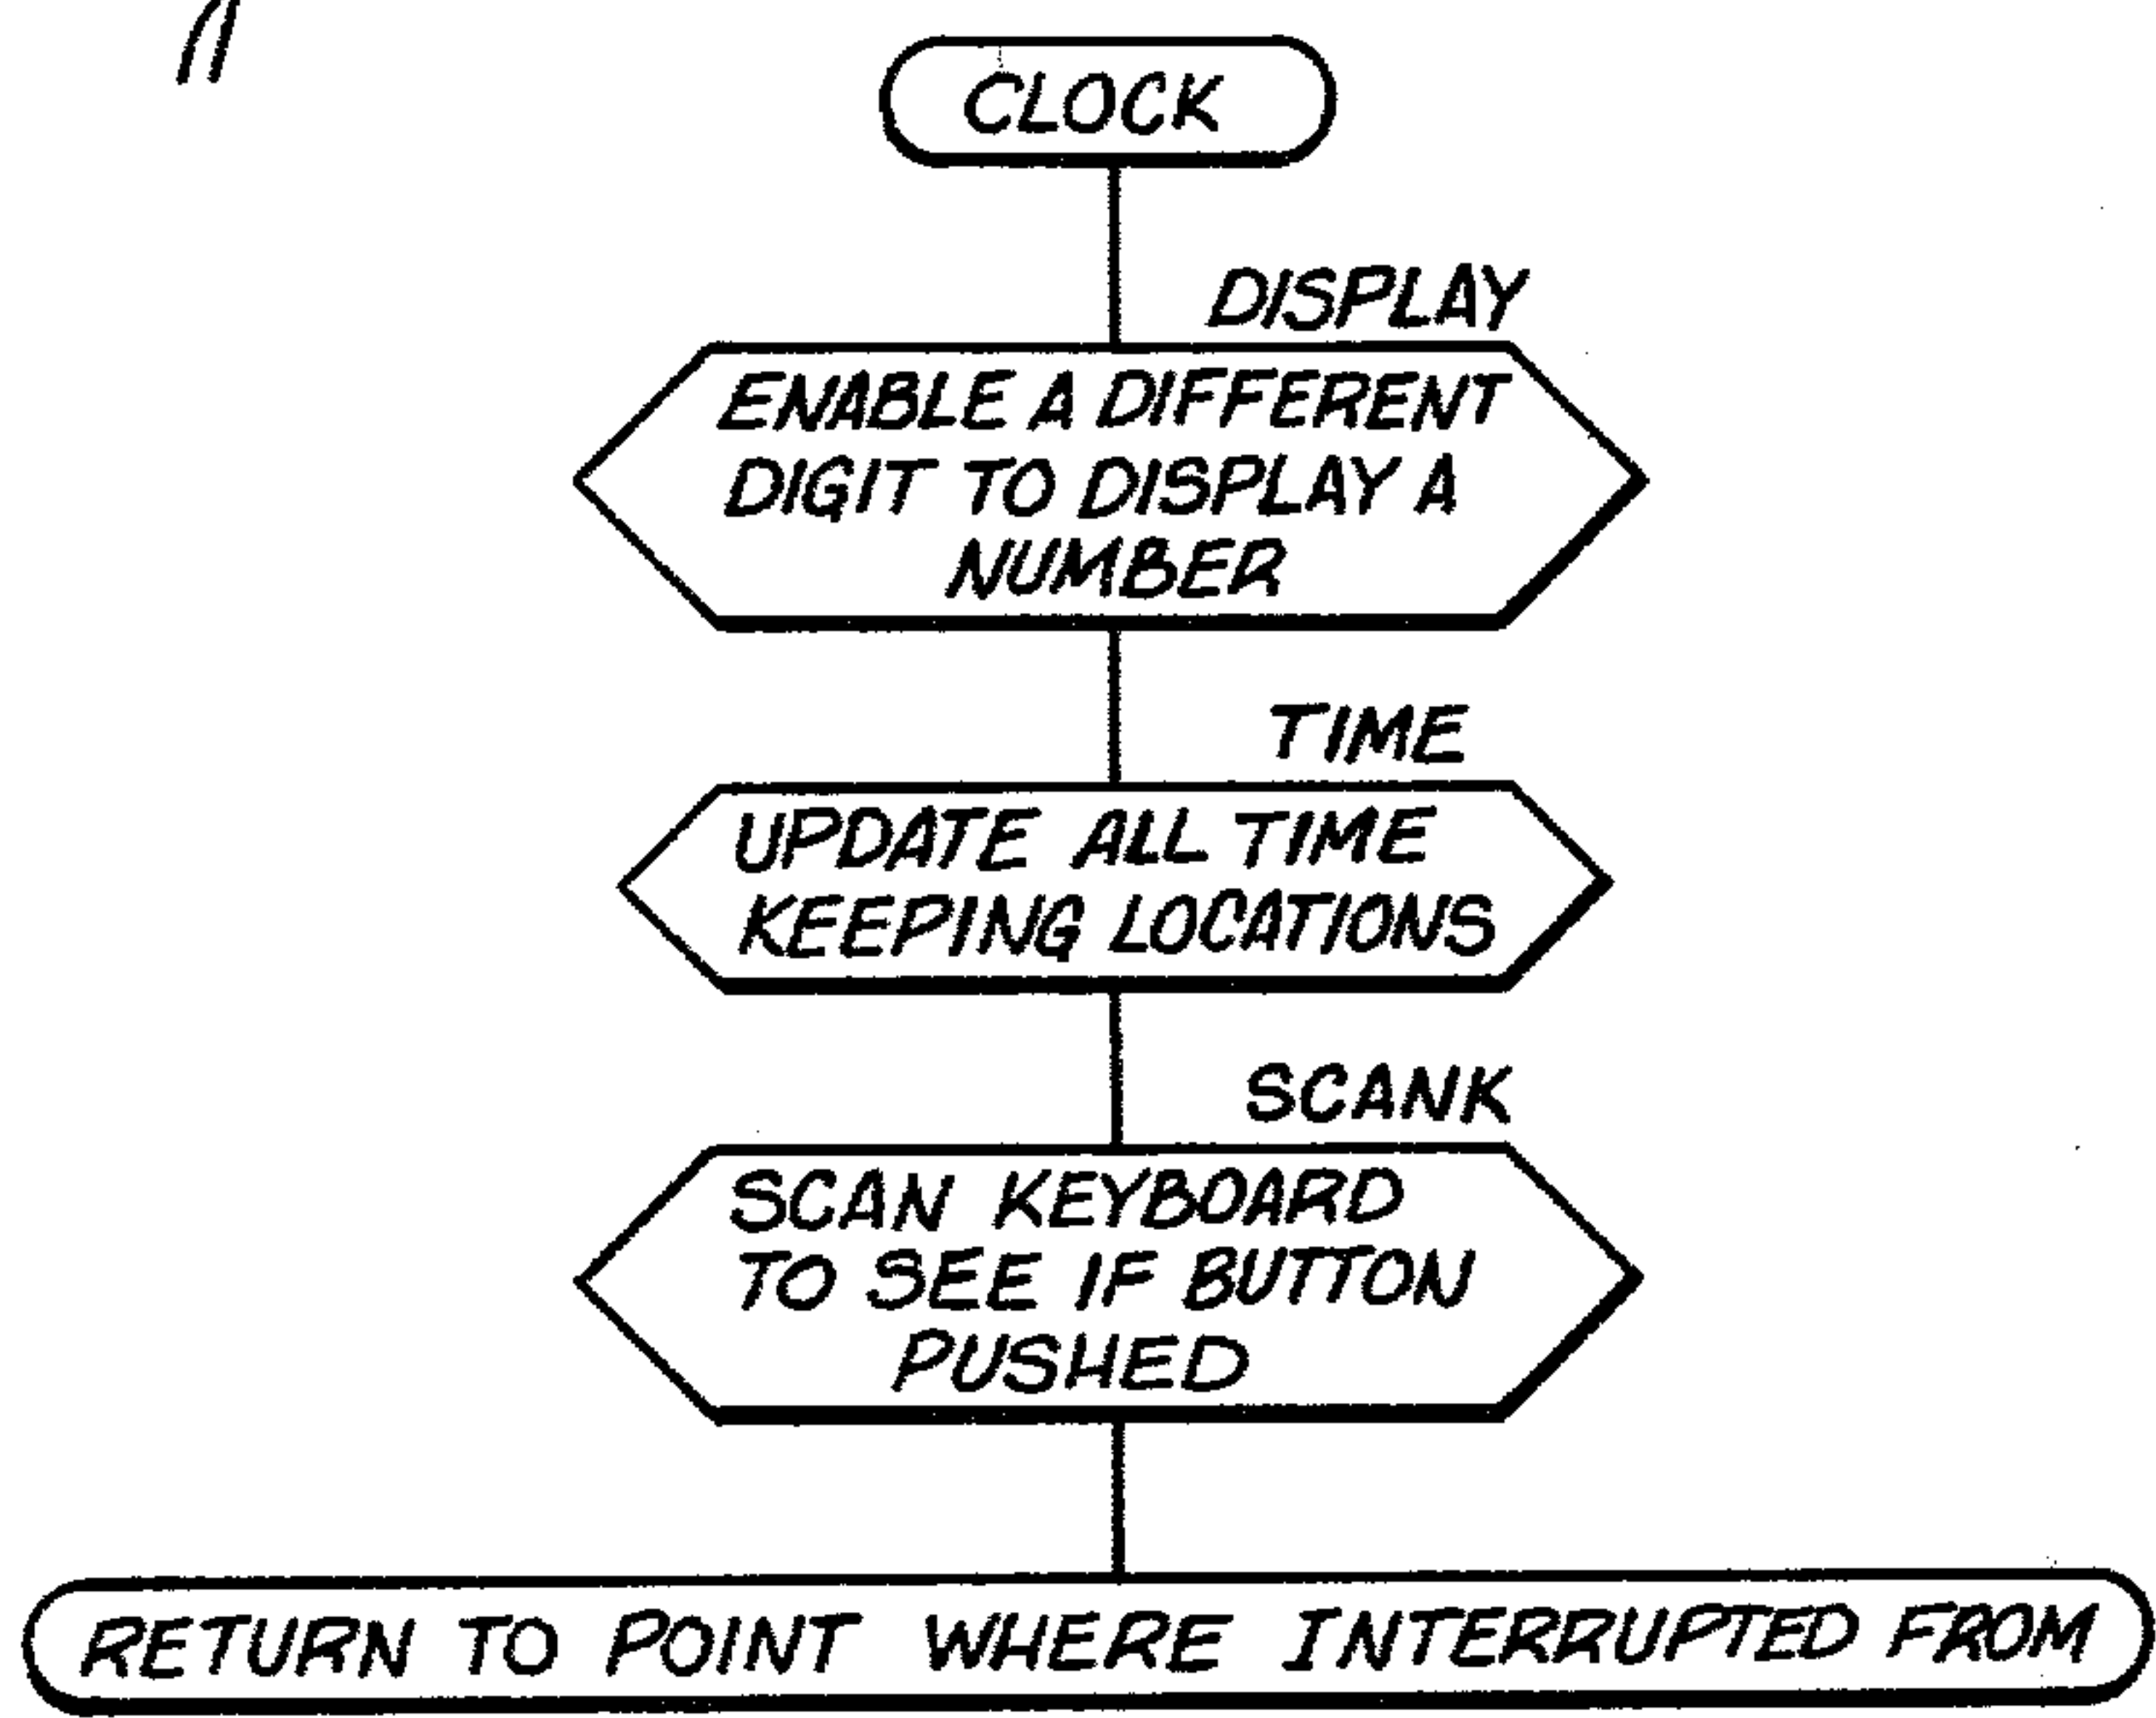 CLOCK
DISPLAY
ENABLE A DIFFERENT
DIGIT TO DISPLAY A
NUMBER
TIME
UPDATE ALL TIME
KEEPING LOCATIONS
SCANK
SCAN KEYBOARD
TO SEE IF BUTTON
PUSHED
RETURN TO POINT WHERE INTERRUPTED FROM